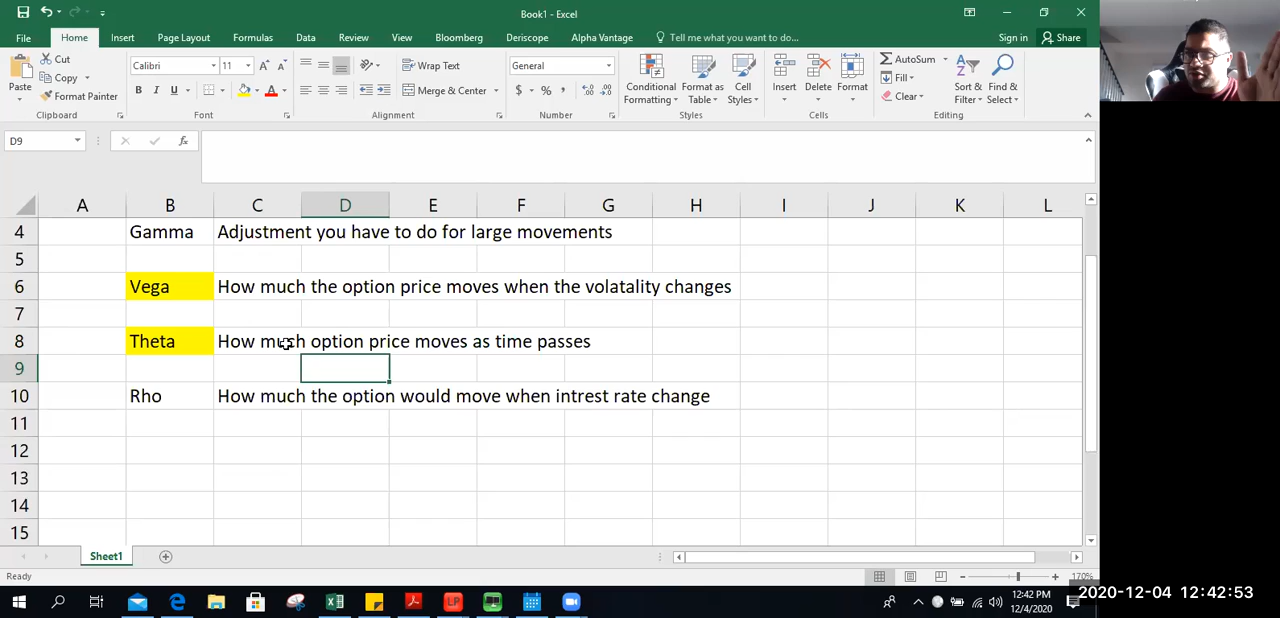 Book1 - Excel
File Home Insert Page Layout Formulas Data Review View Bloomberg Deriscope Alpha Vantage Tell me what you want to do... Sign in Share
Paste
Cut
Copy
Format Painter
Clipboard
Calibri 11
B I U
Font
Wrap Text
Merge & Center
Alignment
General
$ % ,
Number
Conditional Formatting
Format as Table
Cell Styles
Styles
Insert Delete Format
Cells
AutoSum
Fill
Clear
Sort & Filter
Find & Select
Editing
D9 fx
A B C D E F G H I J K L
4 Gamma Adjustment you have to do for large movements
5
6 Vega How much the option price moves when the volatality changes
7
8 Theta How much option price moves as time passes
9
10 Rho How much the option would move when intrest rate change
11
12
13
14
15
Sheet1
Ready 170%
12:42 PM
12/4/2020
2020-12-04 12:42:53